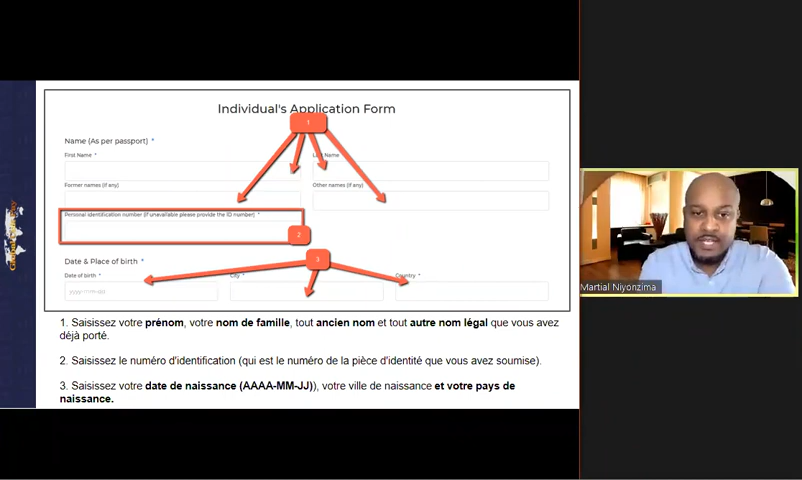 Individual's Application Form
1
Name (As per passport) *
First Name *
Last Name
Former names (if any)
Other names (if any)
Personal identification number (if unavailable please provide the ID number) *
2
Date & Place of birth *
3
Date of birth *
City *
Country *
yyyy-mm-dd
1. Saisissez votre prénom, votre nom de famille, tout ancien nom et tout autre nom légal que vous avez
déjà porté.
2. Saisissez le numéro d'identification (qui est le numéro de la pièce d'identité que vous avez soumise).
3. Saisissez votre date de naissance (AAAA-MM-JJ)), votre ville de naissance et votre pays de
naissance.
Martial Niyonzima